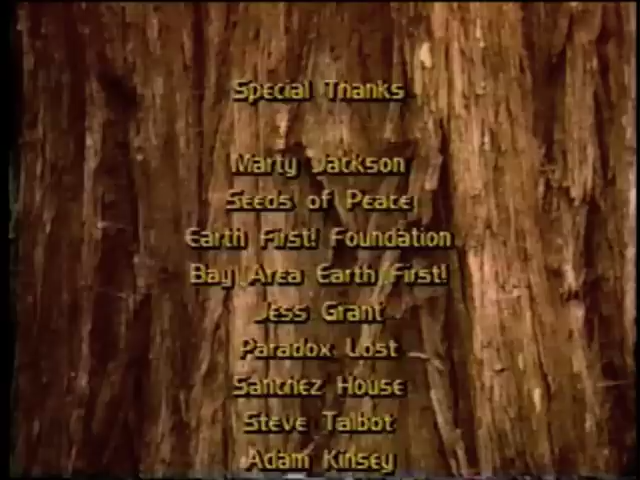 Special Thanks
Marty Jackson
Seeds of Peace
Earth First! Foundation
Bay Area Earth First!
Jess Grant
Paradox Lost
Sanchez House
Steve Talbot
Adam Kinsey